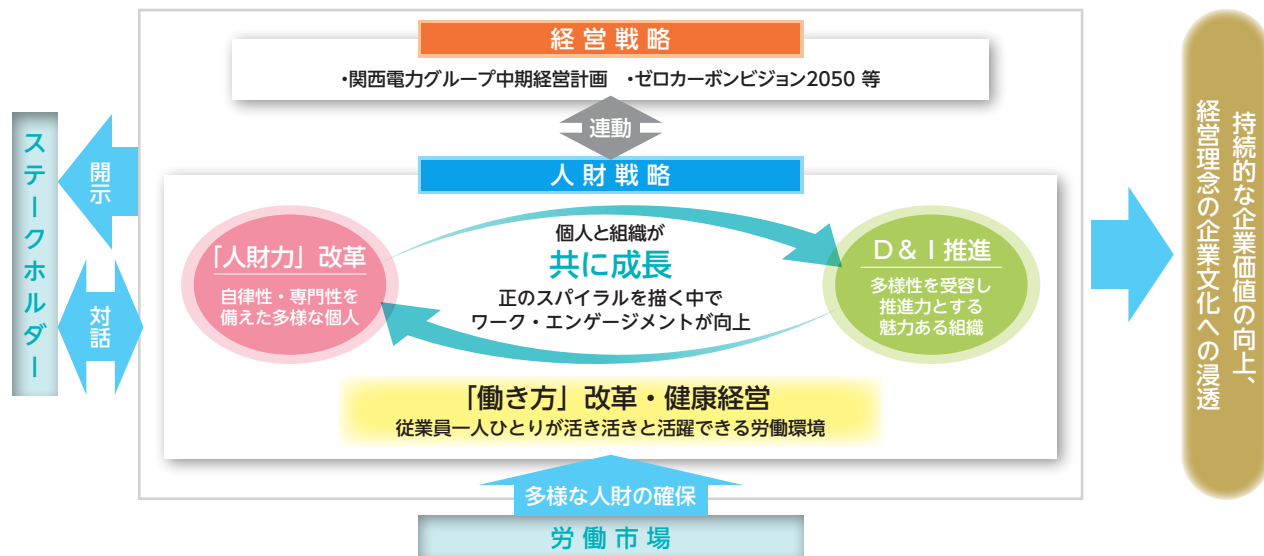 経営戦略
・関西電力グループ中期経営計画　・ゼロカーボンビジョン2050 等
連動
人財戦略
ステークホルダー
開示
対話
「人財力」改革
自律性・専門性を
備えた多様な個人
個人と組織が
共に成長
正のスパイラルを描く中で
ワーク・エンゲージメントが向上
D＆I推進
多様性を受容し
推進力とする
魅力ある組織
「働き方」改革・健康経営
従業員一人ひとりが活き活きと活躍できる労働環境
多様な人財の確保
労働市場
持続的な企業価値の向上、
経営理念の企業文化への浸透